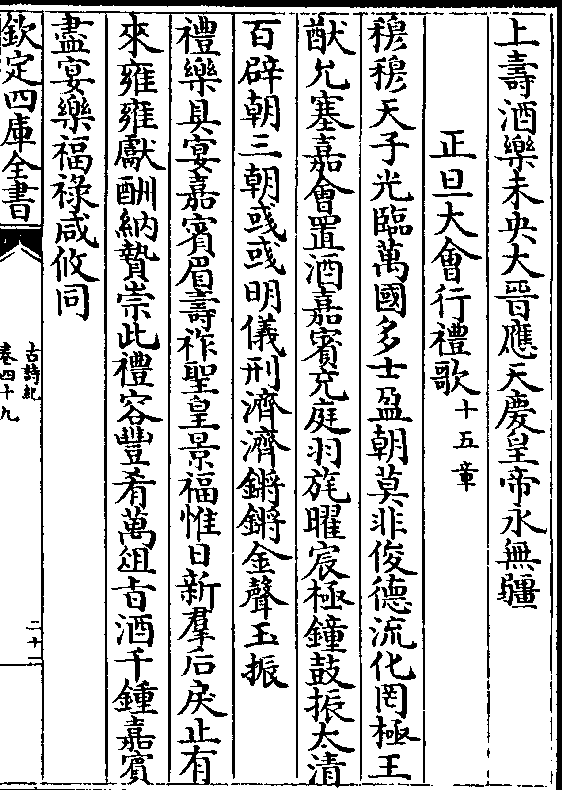 上壽酒樂未央大晉應天慶皇帝永無疆
正旦大會行禮歌十五章
穆穆天子光臨萬國多士盈朝莫非俊德流化罔極王
猷允塞嘉會置酒嘉賓充庭羽旄曜宸極鐘鼓振太清
百辟朝三朝彧彧明儀刑濟濟鏘鏘金聲玉振
禮樂具宴嘉賓眉壽祚聖皇景福惟日新羣后戾止有
來雍雍獻酬納贄崇此禮容豐肴萬俎旨酒千鍾嘉賓
盡宴樂福祿咸攸同
欽定四庫全書
古詩紀
卷四十九
二十二